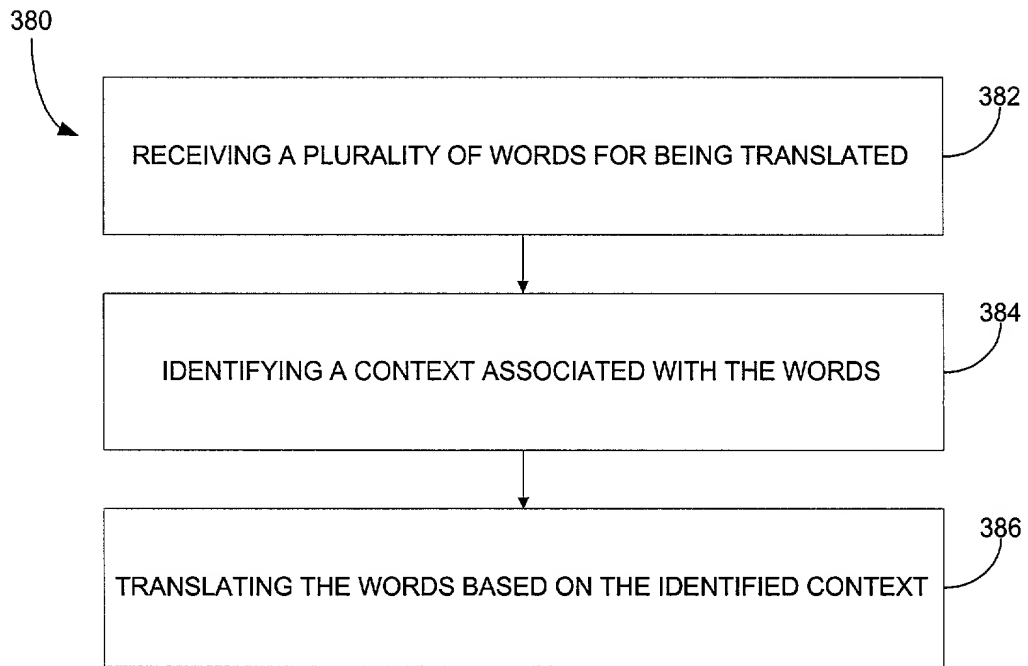 380
382
RECEIVING A PLURALITY OF WORDS FOR BEING TRANSLATED
384
IDENTIFYING A CONTEXT ASSOCIATED WITH THE WORDS
386
TRANSLATING THE WORDS BASED ON THE IDENTIFIED CONTEXT